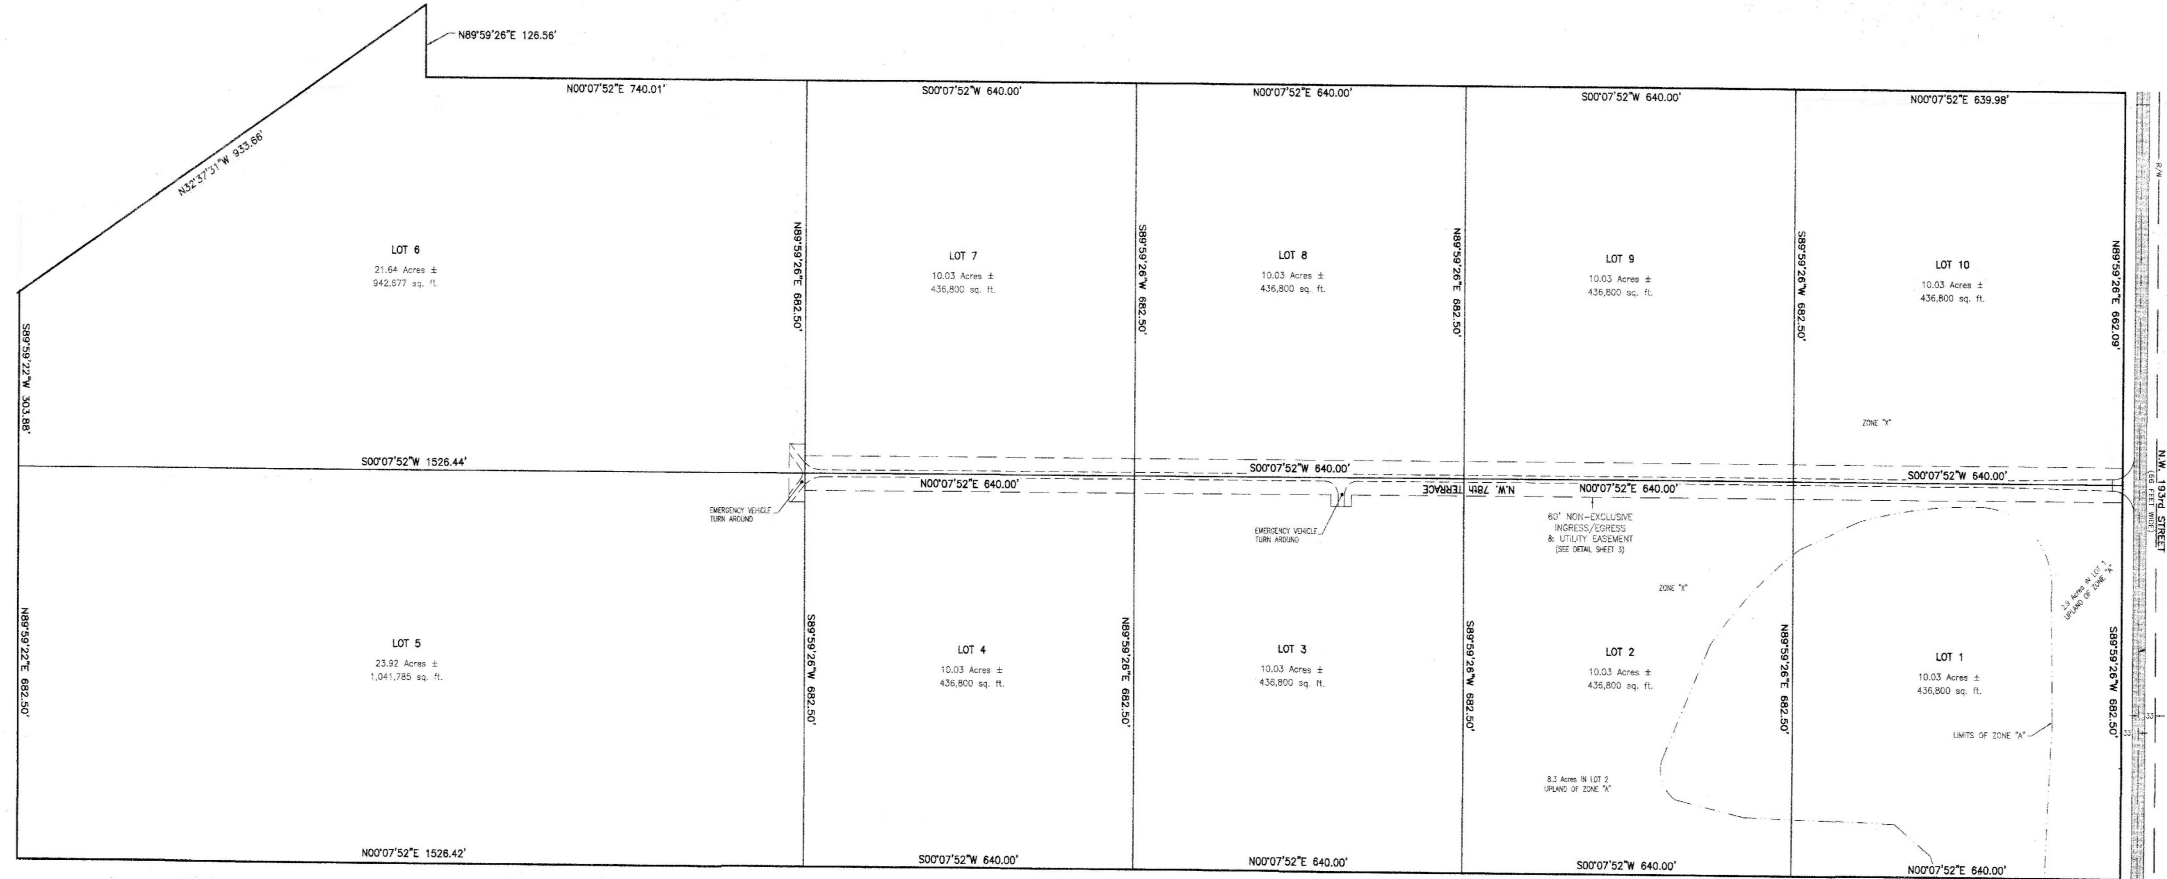 N89°59'26"E 126.56'
N00°07'52"E 740.01'
S00°07'52"W 640.00'
N00°07'52"E 640.00'
S00°07'52"W 640.00'
N00°07'52"E 639.98'
N32°37'31"W 933.66'
R/W
LOT 6
21.64 Acres ±
942,577 sq. ft.
N89°59'26"E 682.50'
LOT 7
10.03 Acres ±
436,800 sq. ft.
S89°59'26"W 682.50'
LOT 8
10.03 Acres ±
436,800 sq. ft.
N89°59'26"E 682.50'
LOT 9
10.03 Acres ±
436,800 sq. ft.
S89°59'26"W 682.50'
LOT 10
10.03 Acres ±
436,800 sq. ft.
N89°59'26"E 662.09'
S89°59'22"W 303.88'
ZONE "X"
S00°07'52"W 1526.44'
S00°07'52"W 640.00'
S00°07'52"W 640.00'
N00°07'52"E 640.00'
N.W. 78th TERRACE
N00°07'52"E 640.00'
N.W. 193rd STREET
(66 FEET WIDE)
EMERGENCY VEHICLE
TURN AROUND
EMERGENCY VEHICLE
TURN AROUND
60' NON-EXCLUSIVE
INGRESS/EGRESS
& UTILITY EASEMENT
(SEE DETAIL SHEET 3)
ZONE "X"
Acres IN LOT 1
UPLAND OF ZONE "A"
N89°59'22"E 682.50'
LOT 5
23.92 Acres ±
1,041,785 sq. ft.
S89°59'26"W 682.50'
LOT 4
10.03 Acres ±
436,800 sq. ft.
N89°59'26"E 682.50'
LOT 3
10.03 Acres ±
436,800 sq. ft.
S89°59'26"W 682.50'
LOT 2
10.03 Acres ±
436,800 sq. ft.
N89°59'26"E 682.50'
LOT 1
10.03 Acres ±
436,800 sq. ft.
S89°59'26"W 682.50'
33
33
LIMITS OF ZONE "A"
8.3 Acres IN LOT 2
UPLAND OF ZONE "A"
N00°07'52"E 1526.42'
S00°07'52"W 640.00'
N00°07'52"E 640.00'
S00°07'52"W 640.00'
N00°07'52"E 640.00'